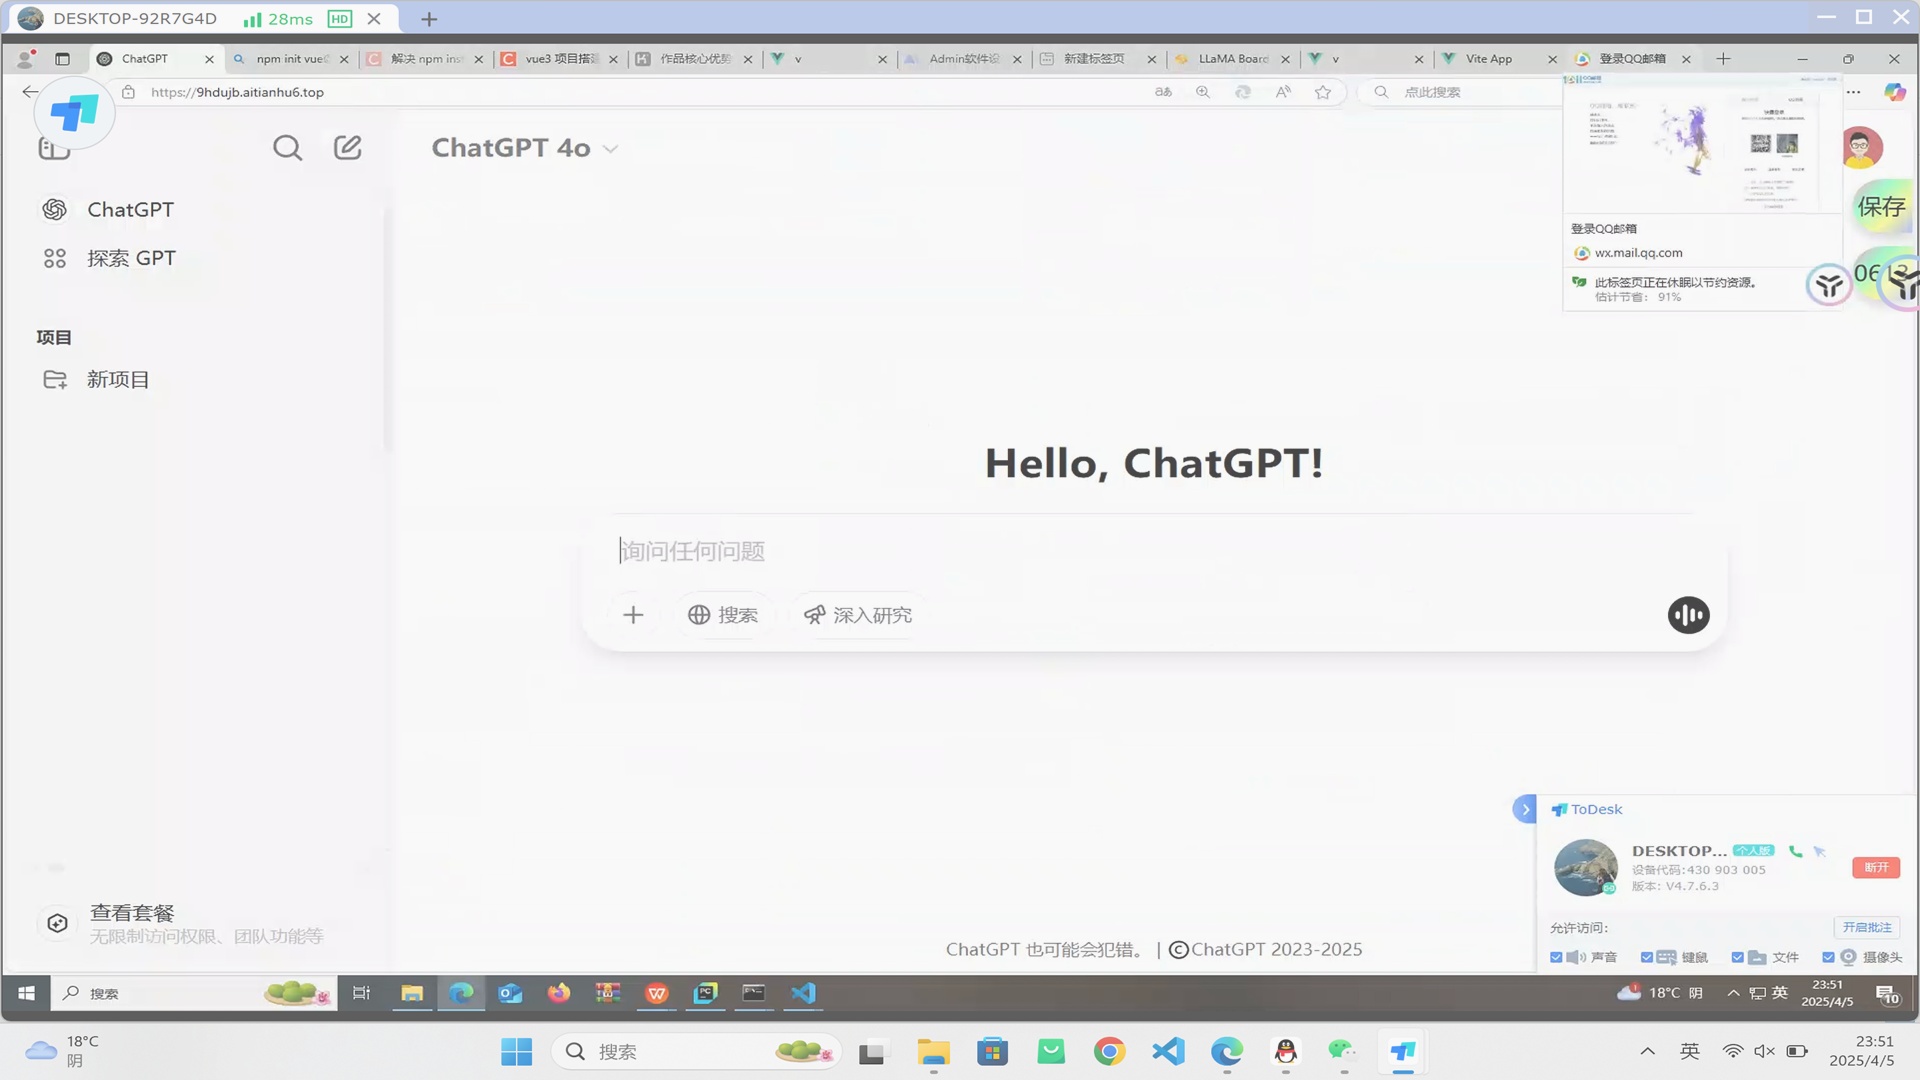 DESKTOP-92R7G4D 28ms HD
ChatGPT
npm init vue
解决 npm ins
vue3 项目搭建
作品核心优势
v
Admin软件设
新建标签页
LLaMA Board
v
Vite App
登录QQ邮箱
https://9hdujb.aitianhu6.top
点此搜索
ChatGPT 4o
ChatGPT
探索 GPT
项目
新项目
登录QQ邮箱
wx.mail.qq.com
此标签页正在休眠以节约资源。
估计节省: 91%
保存
Hello, ChatGPT!
询问任何问题
搜索
深入研究
查看套餐
无限制访问权限、团队功能等
ChatGPT 也可能会犯错。 | ©ChatGPT 2023-2025
ToDesk
DESKTOP... 个人版
设备代码:430 903 005
版本: V4.7.6.3
断开
允许访问:
开启批注
声音 键鼠 文件 摄像头
搜索
18°C 阴
英
23:51
2025/4/5
10
18°C
阴
搜索
英
23:51
2025/4/5